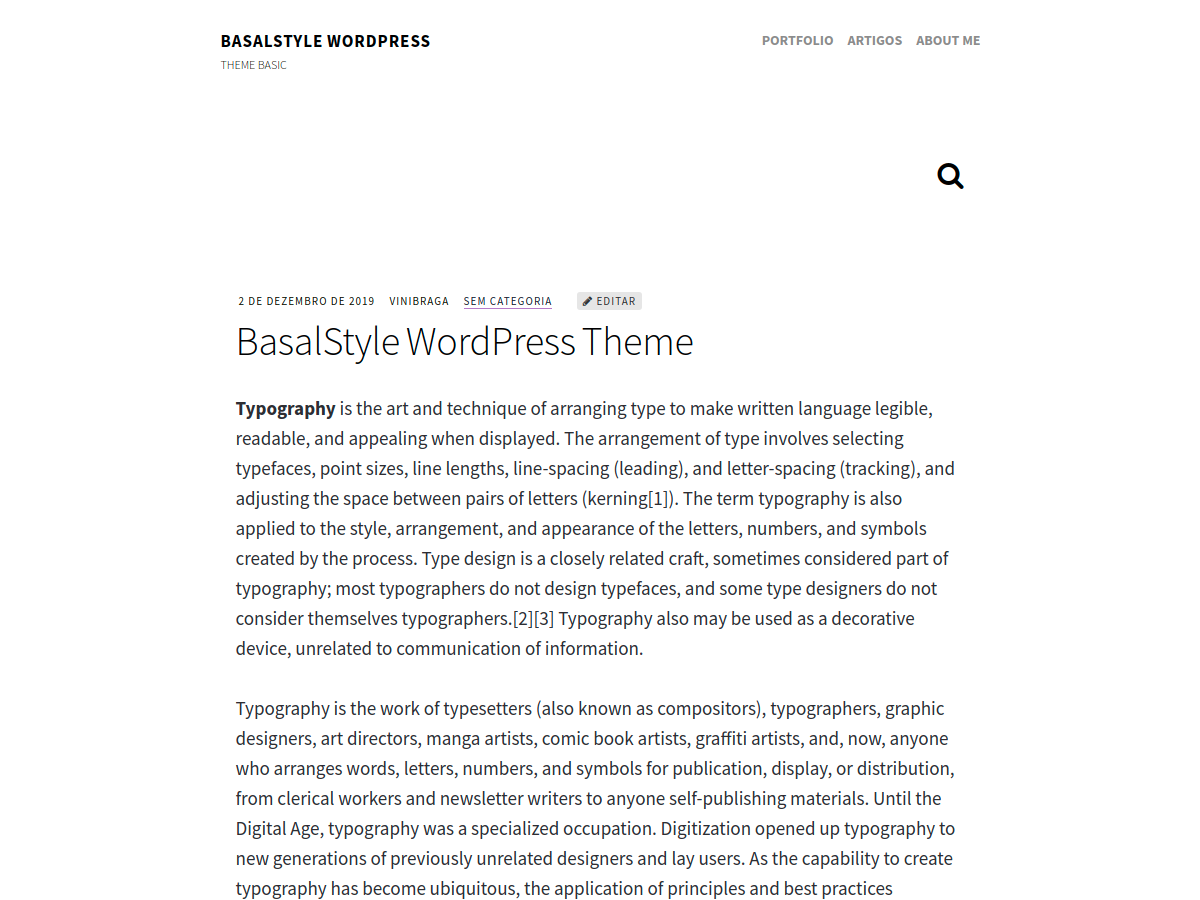 BASALSTYLE WORDPRESS
THEME BASIC
PORTFOLIO ARTIGOS ABOUT ME
2 DE DEZEMBRO DE 2019 VINIBRAGA SEM CATEGORIA EDITAR
BasalStyle WordPress Theme
Typography is the art and technique of arranging type to make written language legible,
readable, and appealing when displayed. The arrangement of type involves selecting
typefaces, point sizes, line lengths, line-spacing (leading), and letter-spacing (tracking), and
adjusting the space between pairs of letters (kerning[1]). The term typography is also
applied to the style, arrangement, and appearance of the letters, numbers, and symbols
created by the process. Type design is a closely related craft, sometimes considered part of
typography; most typographers do not design typefaces, and some type designers do not
consider themselves typographers.[2][3] Typography also may be used as a decorative
device, unrelated to communication of information.
Typography is the work of typesetters (also known as compositors), typographers, graphic
designers, art directors, manga artists, comic book artists, graffiti artists, and, now, anyone
who arranges words, letters, numbers, and symbols for publication, display, or distribution,
from clerical workers and newsletter writers to anyone self-publishing materials. Until the
Digital Age, typography was a specialized occupation. Digitization opened up typography to
new generations of previously unrelated designers and lay users. As the capability to create
typography has become ubiquitous, the application of principles and best practices